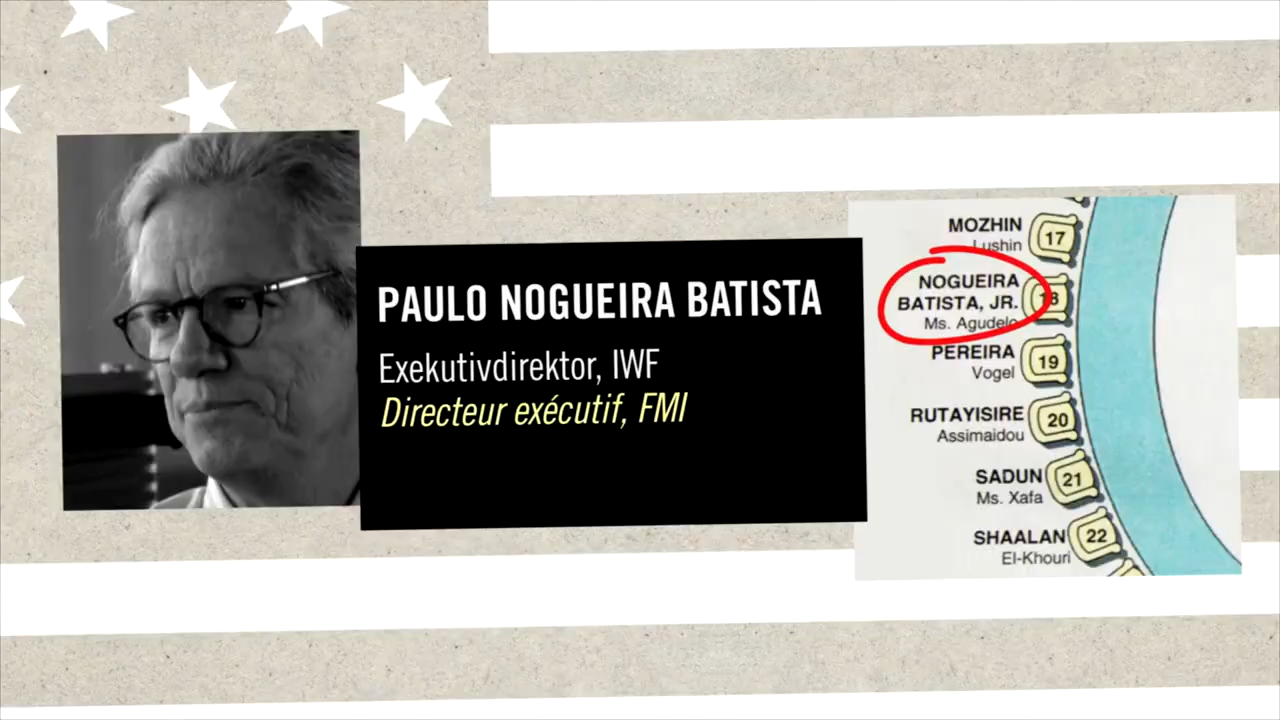 PAULO NOGUEIRA BATISTA
Exekutivdirektor, IWF
Directeur exécutif, FMI
MOZHIN
Lushin
17
NOGUEIRA
BATISTA, JR.
Ms. Agudelo
18
PEREIRA
Vogel
19
RUTAYISIRE
Assimaidou
20
SADUN
Ms. Xafa
21
SHAALAN
El-Khouri
22